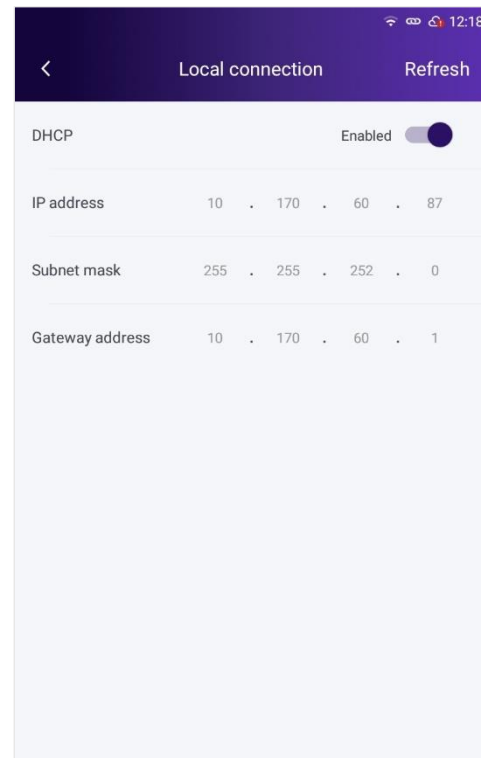 12:18
Local connection Refresh
DHCP Enabled
IP address 10 . 170 . 60 . 87
Subnet mask 255 . 255 . 252 . 0
Gateway address 10 . 170 . 60 . 1